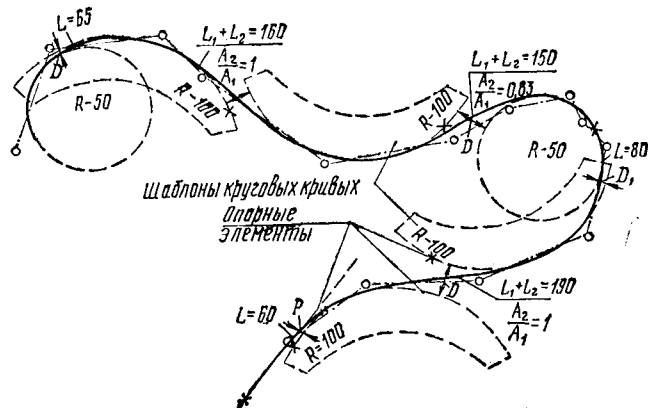 L=65
D
R-50
L₁+L₂=160
A₂/A₁=1
R-100
L₁+L₂=150
A₂/A₁=0,83
R-100
D
R-50
L=80
D₁
Шаблоны круговых кривых
Опорные
элементы
R-100
D
L₁+L₂=190
A₂/A₁=1
L=60
P
R=100